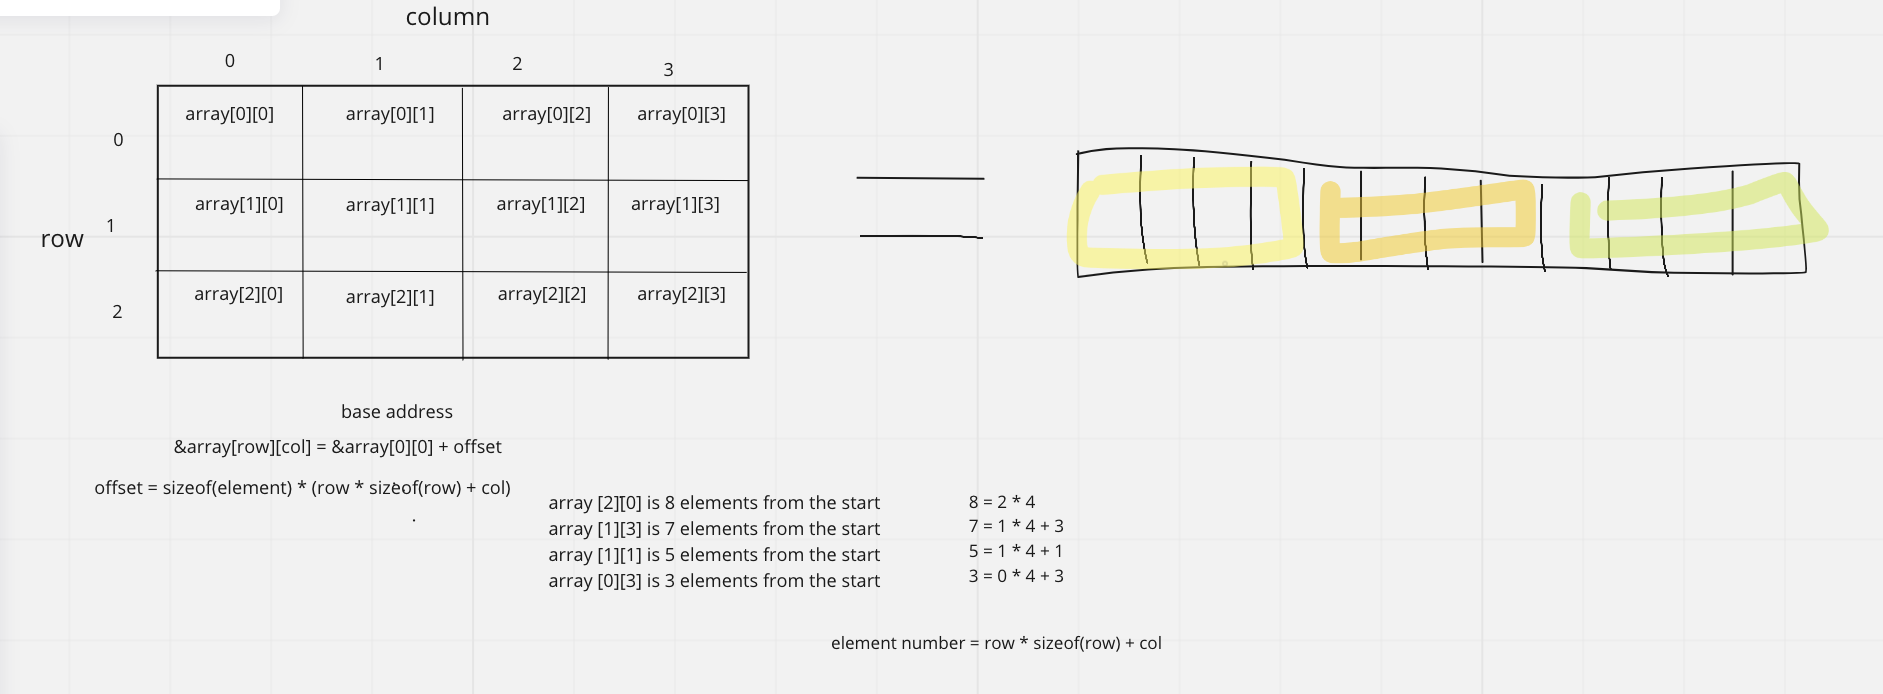 column
0 1 2 3
array[0][0] array[0][1] array[0][2] array[0][3]
0
array[1][0] array[1][1] array[1][2] array[1][3]
1
row
array[2][0] array[2][1] array[2][2] array[2][3]
2
base address
&array[row][col] = &array[0][0] + offset
offset = sizeof(element) * (row * sizeof(row) + col)
array [2][0] is 8 elements from the start
array [1][3] is 7 elements from the start
array [1][1] is 5 elements from the start
array [0][3] is 3 elements from the start
8 = 2 * 4
7 = 1 * 4 + 3
5 = 1 * 4 + 1
3 = 0 * 4 + 3
element number = row * sizeof(row) + col